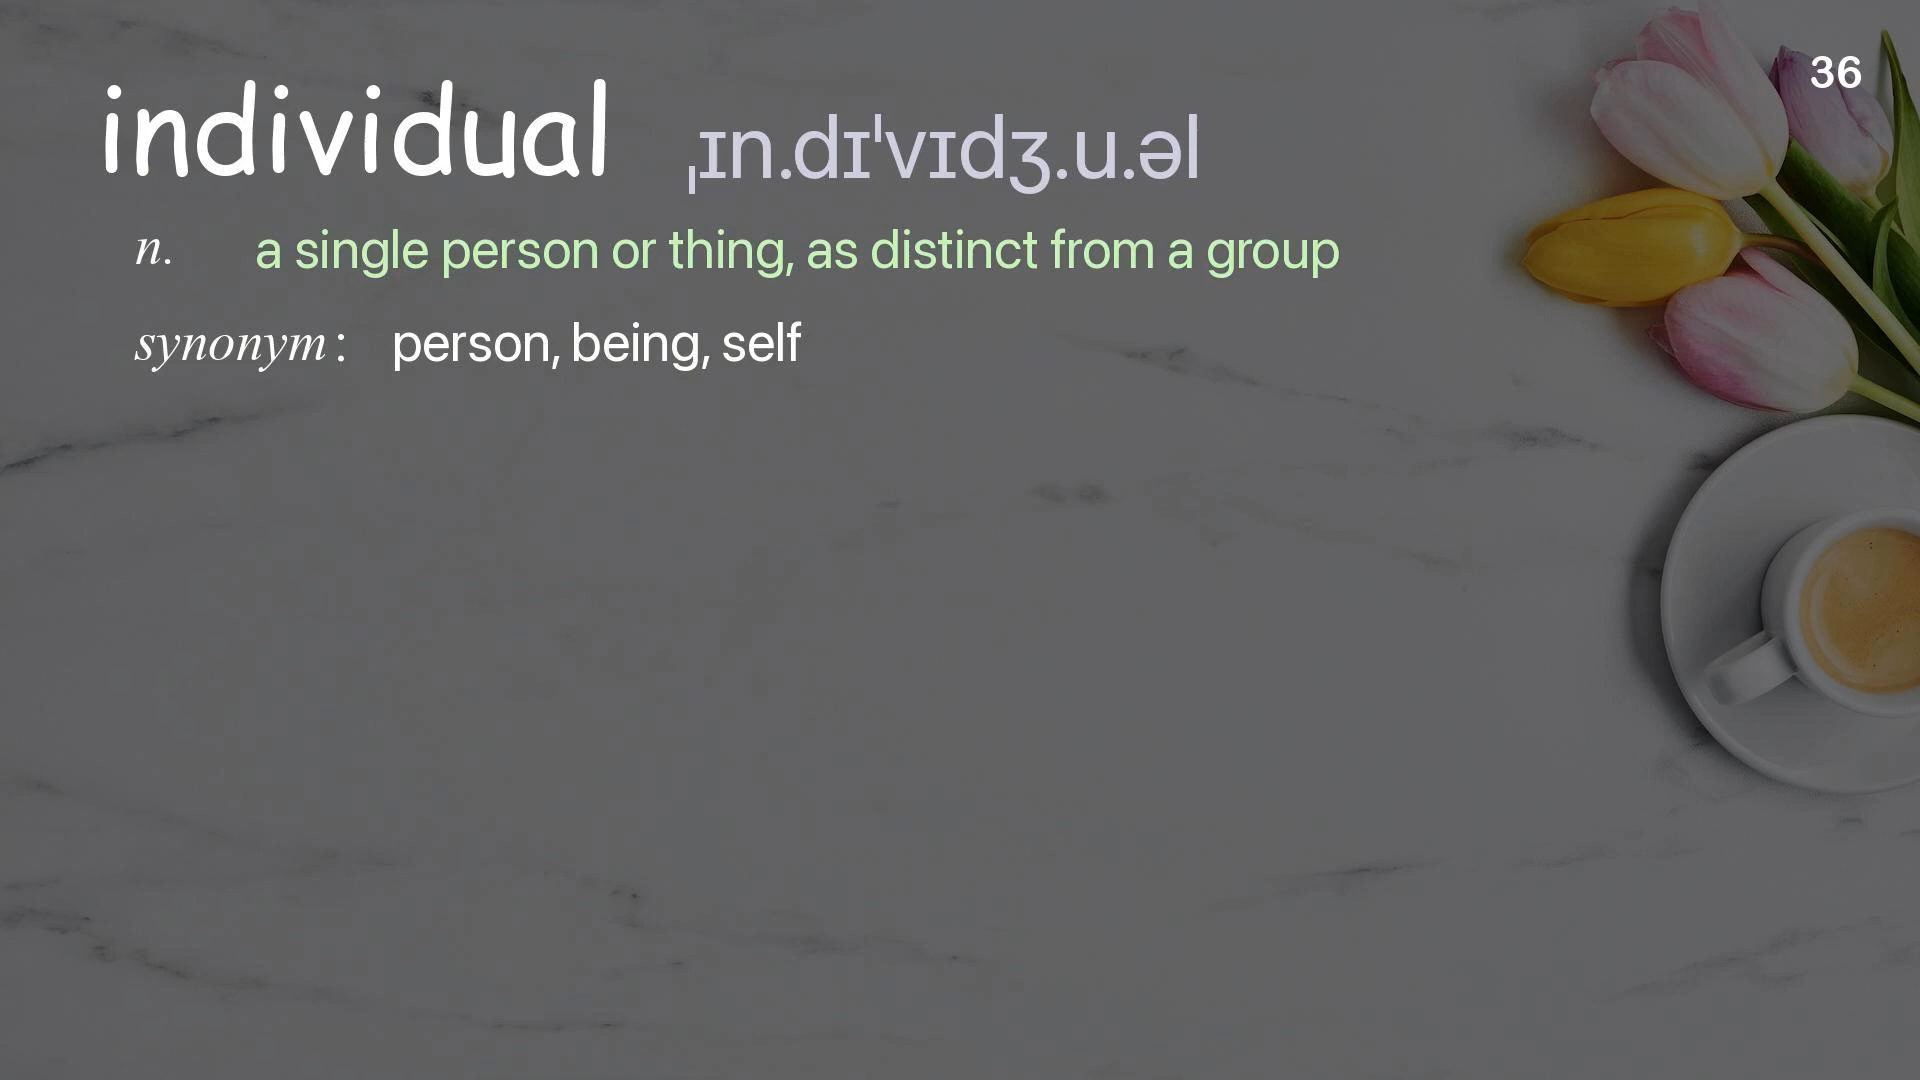 36
individual ˌɪn.dɪˈvɪdʒ.u.əl
n. a single person or thing, as distinct from a group
synonym: person, being, self